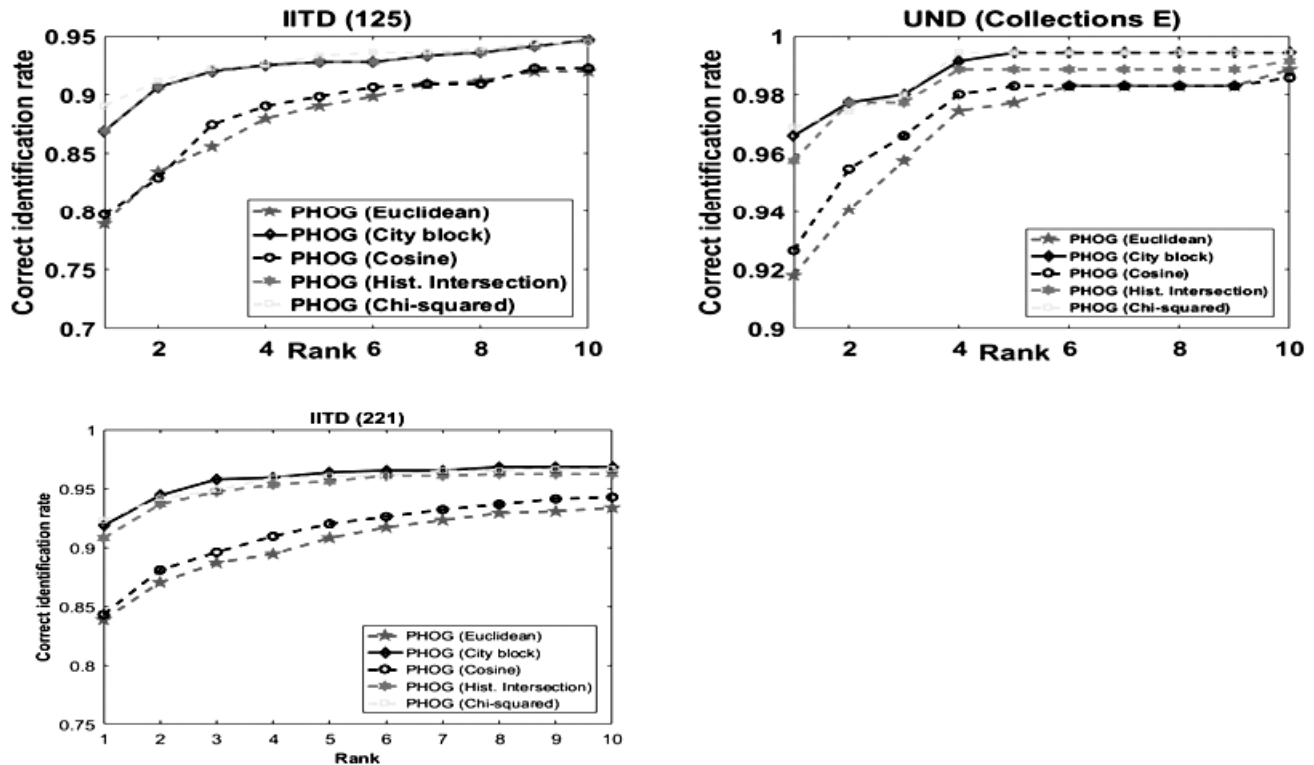 IITD (125)
Correct identification rate
0.95
0.9
0.85
0.8
0.75
0.7
PHOG (Euclidean)
PHOG (City block)
PHOG (Cosine)
PHOG (Hist. Intersection)
PHOG (Chi-squared)
2 4 6 8 10
Rank
UND (Collections E)
Correct identification rate
1
0.98
0.96
0.94
0.92
0.9
PHOG (Euclidean)
PHOG (City block)
PHOG (Cosine)
PHOG (Hist. Intersection)
PHOG (Chi-squared)
2 4 6 8 10
Rank
IITD (221)
Correct identification rate
1
0.95
0.9
0.85
0.8
0.75
PHOG (Euclidean)
PHOG (City block)
PHOG (Cosine)
PHOG (Hist. Intersection)
PHOG (Chi-squared)
1 2 3 4 5 6 7 8 9 10
Rank